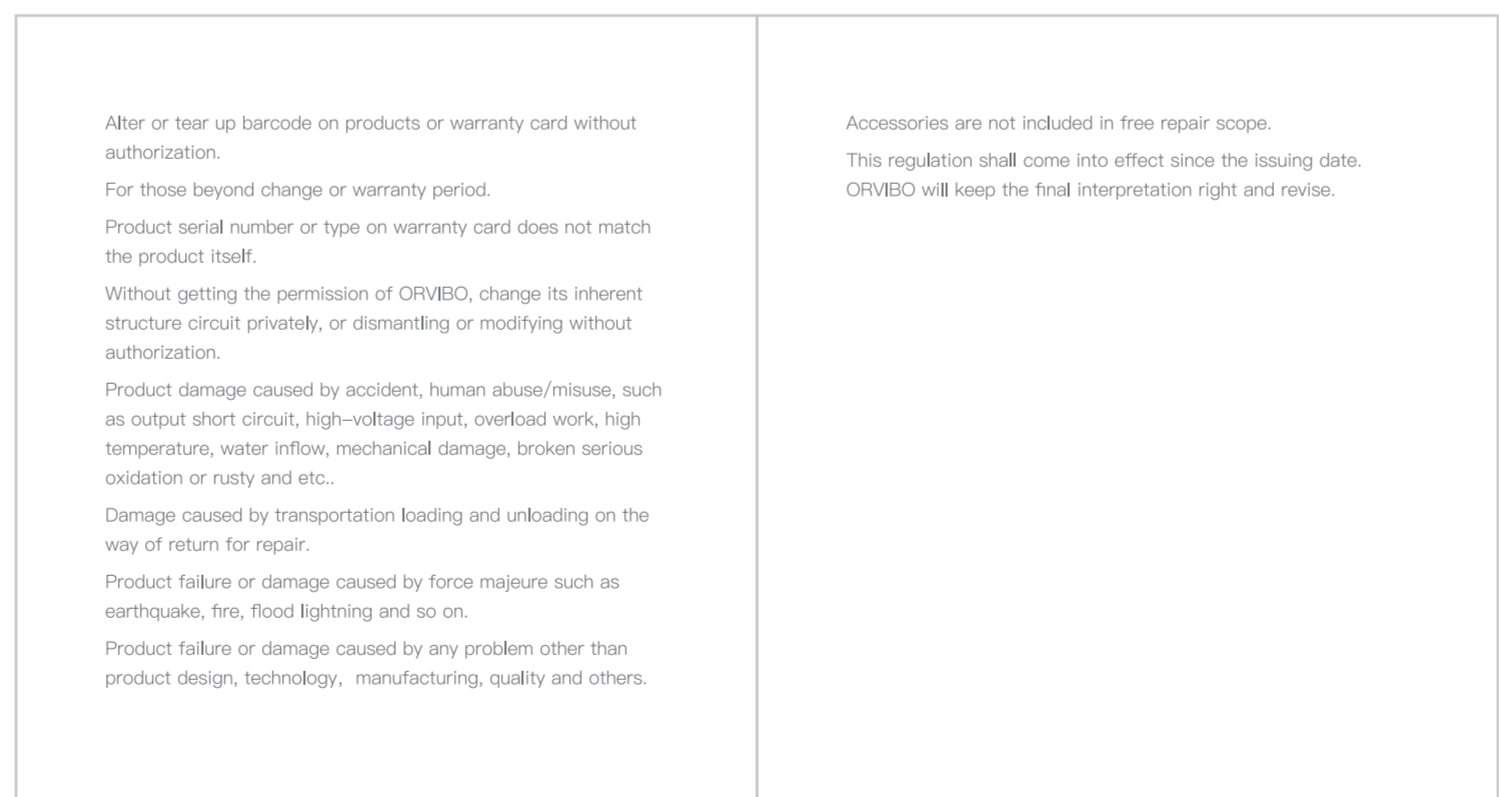 Alter or tear up barcode on products or warranty card without
authorization.
For those beyond change or warranty period.
Product serial number or type on warranty card does not match
the product itself.
Without getting the permission of ORVIBO, change its inherent
structure circuit privately, or dismantling or modifying without
authorization.
Product damage caused by accident, human abuse/misuse, such
as output short circuit, high–voltage input, overload work, high
temperature, water inflow, mechanical damage, broken serious
oxidation or rusty and etc..
Damage caused by transportation loading and unloading on the
way of return for repair.
Product failure or damage caused by force majeure such as
earthquake, fire, flood lightning and so on.
Product failure or damage caused by any problem other than
product design, technology，manufacturing, quality and others.
Accessories are not included in free repair scope.
This regulation shall come into effect since the issuing date.
ORVIBO will keep the final interpretation right and revise.